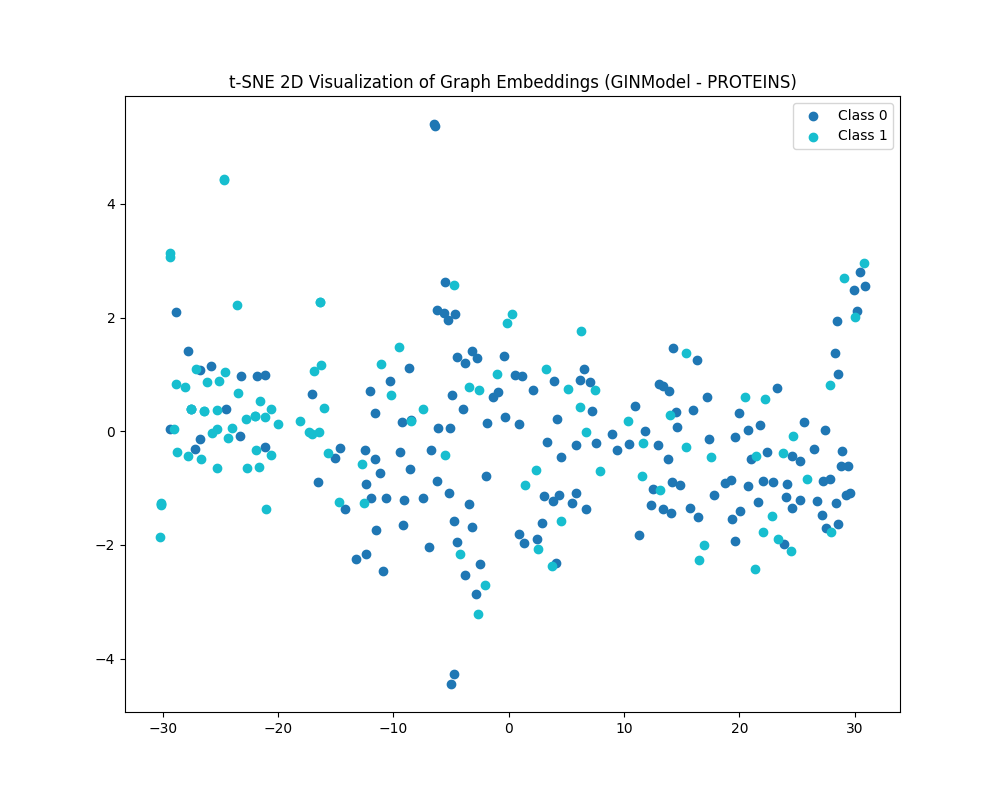 t-SNE 2D Visualization of Graph Embeddings (GINModel - PROTEINS)
Class 0
Class 1
4
2
0
−2
−4
−30 −20 −10 0 10 20 30